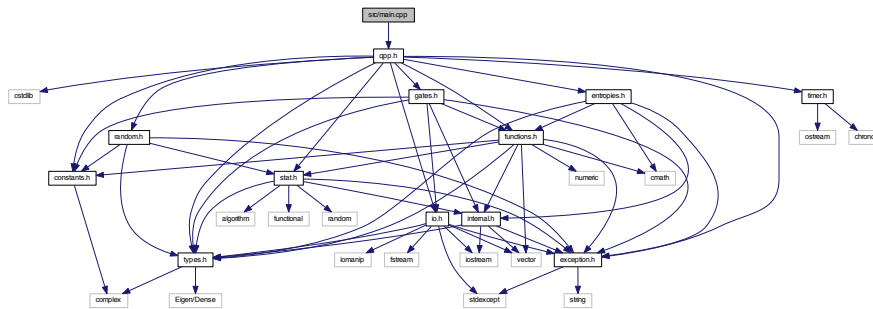 src/main.cpp
qpp.h
cstdlib
gates.h
entropies.h
timer.h
random.h
functions.h
ostream
chrono
constants.h
stat.h
numeric
cmath
algorithm
functional
random
io.h
internal.h
types.h
iomanip
fstream
iostream
vector
exception.h
complex
Eigen/Dense
stdexcept
string